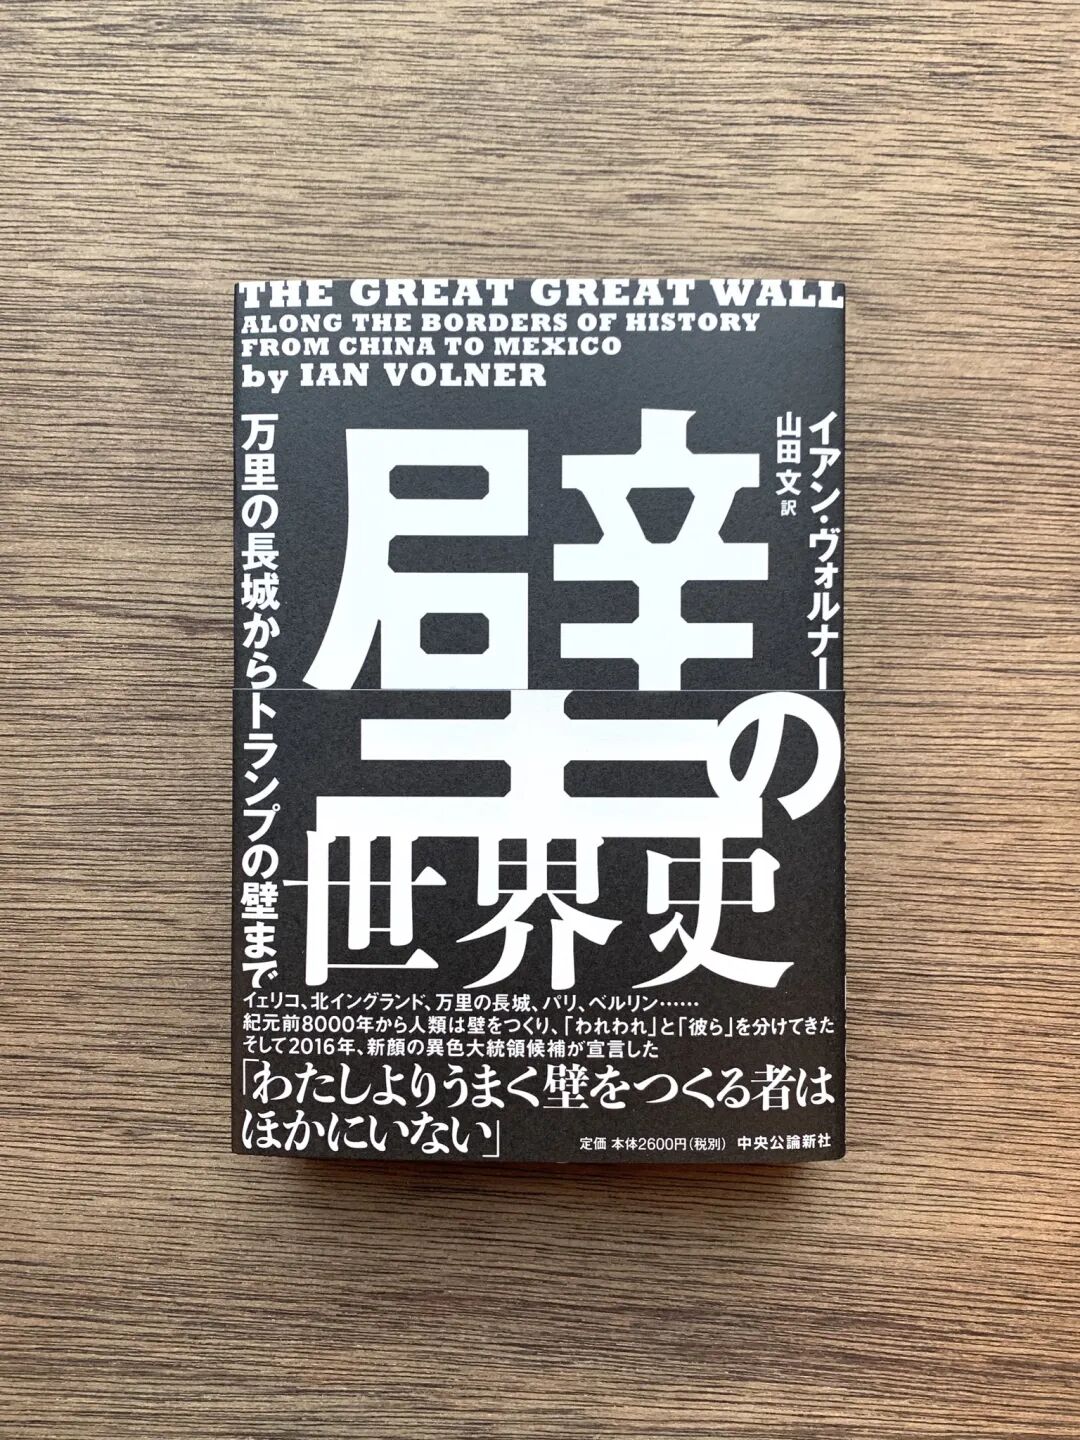 THE GREAT GREAT WALL
ALONG THE BORDERS OF HISTORY
FROM CHINA TO MEXICO
by IAN VOLNER
イアン・ヴォルナー
山田 文 訳
壁の
世界史
万里の長城からトランプの壁まで
イェリコ、北イングランド、万里の長城、パリ、ベルリン……
紀元前8000年から人類は壁をつくり、「われわれ」と「彼ら」を分けてきた
そして2016年、新顔の異色大統領候補が宣言した
「わたしよりうまく壁をつくる者は
ほかにいない」
定価 本体2600円(税別) 中央公論新社